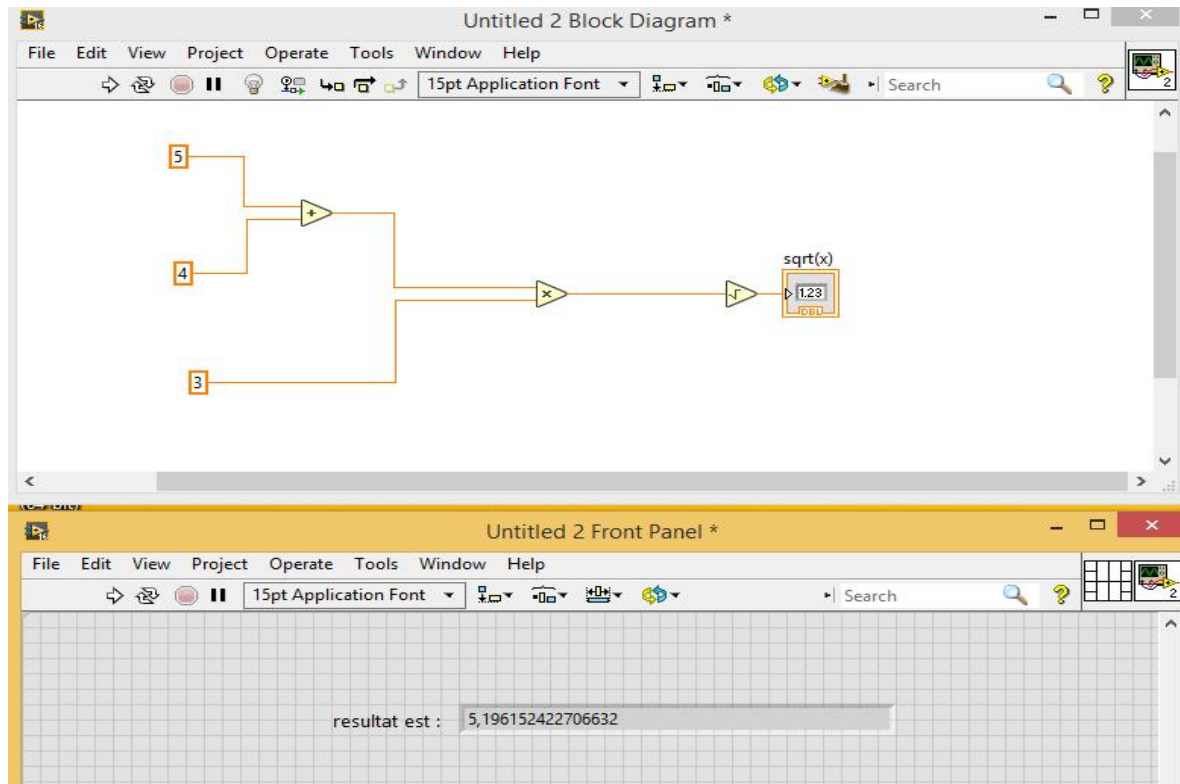 Untitled 2 Block Diagram *
File Edit View Project Operate Tools Window Help
15pt Application Font Search 2
5
+
4
sqrt(x)
× √ 1.23
DBL
3
Untitled 2 Front Panel *
File Edit View Project Operate Tools Window Help
15pt Application Font Search 2
resultat est : 5,196152422706632